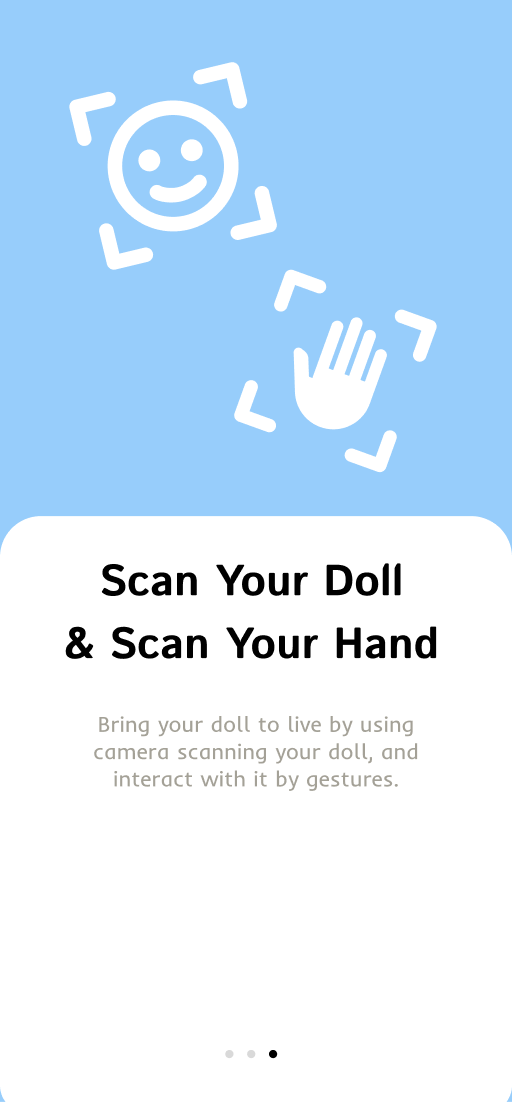 Scan Your Doll
& Scan Your Hand
Bring your doll to live by using
camera scanning your doll, and
interact with it by gestures.